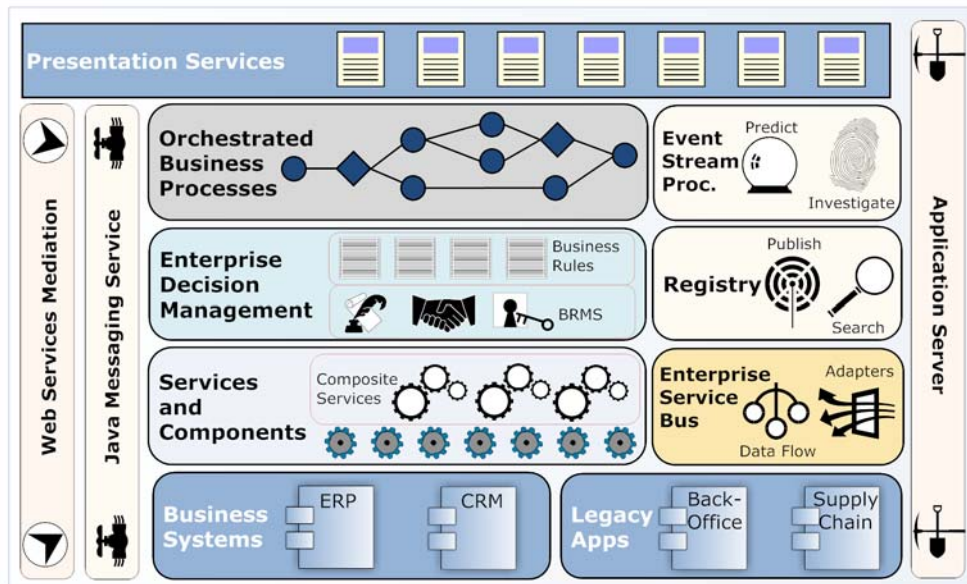 Presentation Services
Web Services Mediation
Java Messaging Service
Orchestrated
Business
Processes
Event
Stream
Proc.
Predict
Investigate
Enterprise
Decision
Management
Business
Rules
BRMS
Registry
Publish
Search
Services
and
Components
Composite
Services
Enterprise
Service
Bus
Adapters
Data Flow
Business
Systems
ERP
CRM
Legacy
Apps
Back-
Office
Supply
Chain
Application Server